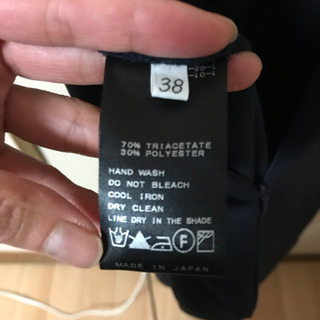 38
70% TRIACETATE
30% POLYESTER
HAND WASH
DO NOT BLEACH
COOL IRON
DRY CLEAN
LINE DRY IN THE SHADE
F
MADE IN JAPAN